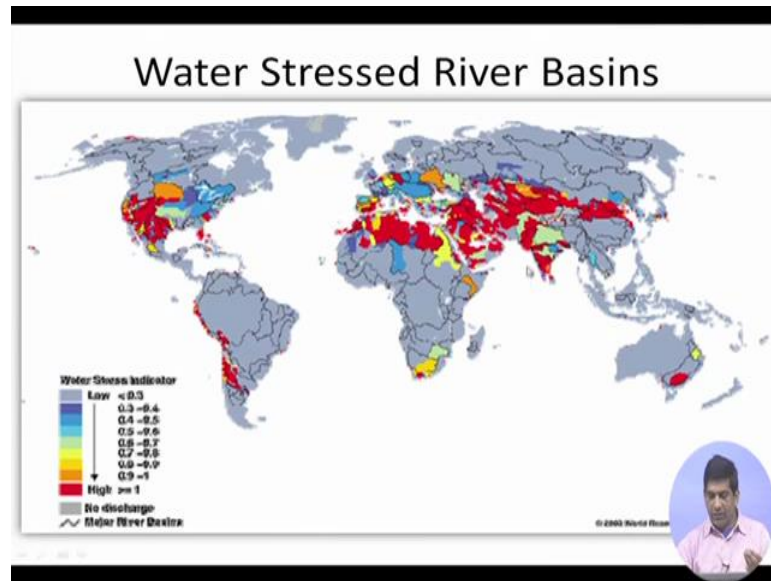 Water Stressed River Basins
Water Stress Indicator
Low < 0.3
0.3 -0.4
0.4 -0.5
0.5 -0.6
0.6 -0.7
0.7 -0.8
0.8 -0.9
0.9 -1
High >= 1
No discharge
Major River Basins
© 2003 World